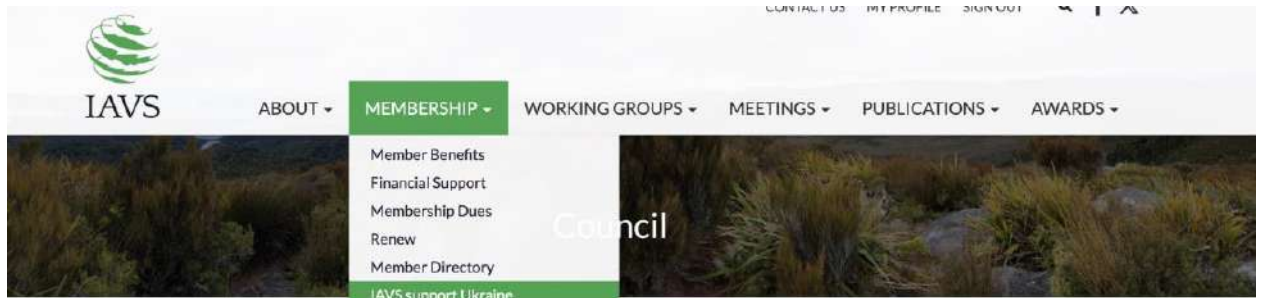 CONTACT US MY PROFILE SIGN OUT
IAVS
ABOUT MEMBERSHIP WORKING GROUPS MEETINGS PUBLICATIONS AWARDS
Member Benefits
Financial Support
Membership Dues
Council
Renew
Member Directory
IAVS support Ukraine